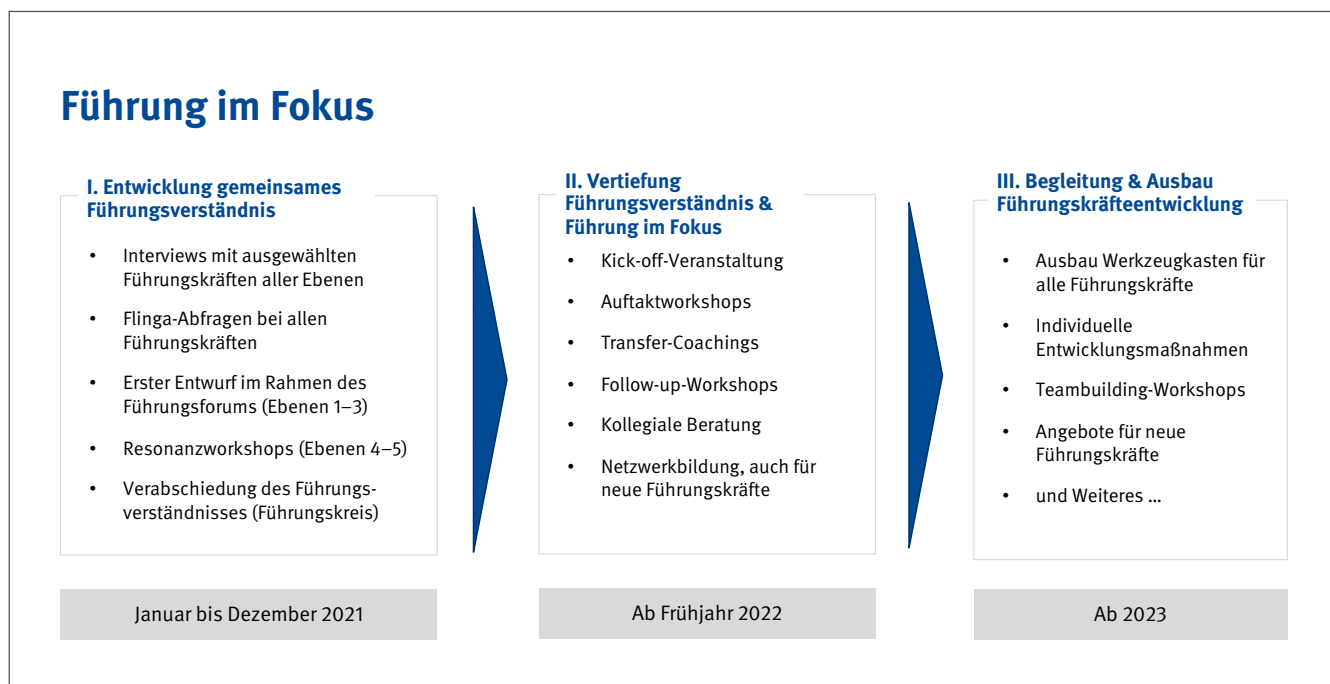 Führung im Fokus
I. Entwicklung gemeinsames
Führungsverständnis
• Interviews mit ausgewählten
Führungskräften aller Ebenen
• Flinga-Abfragen bei allen
Führungskräften
• Erster Entwurf im Rahmen des
Führungsforums (Ebenen 1–3)
• Resonanzworkshops (Ebenen 4–5)
• Verabschiedung des Führungs-
verständnisses (Führungskreis)
Januar bis Dezember 2021
II. Vertiefung
Führungsverständnis &
Führung im Fokus
• Kick-off-Veranstaltung
• Auftaktworkshops
• Transfer-Coachings
• Follow-up-Workshops
• Kollegiale Beratung
• Netzwerkbildung, auch für
neue Führungskräfte
Ab Frühjahr 2022
III. Begleitung & Ausbau
Führungskräfteentwicklung
• Ausbau Werkzeugkasten für
alle Führungskräfte
• Individuelle
Entwicklungsmaßnahmen
• Teambuilding-Workshops
• Angebote für neue
Führungskräfte
• und Weiteres …
Ab 2023